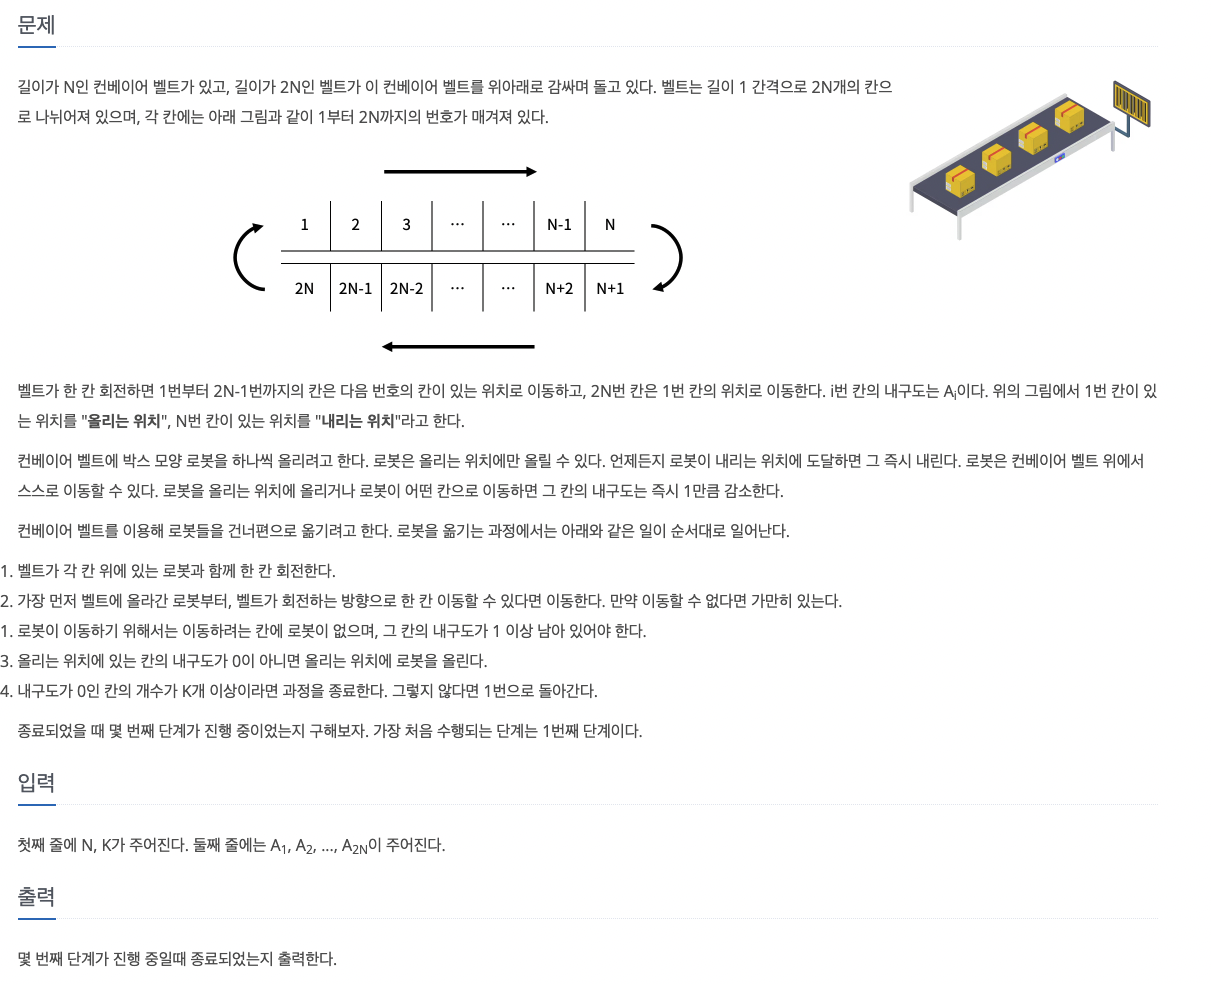 문제
길이가 N인 컨베이어 벨트가 있고, 길이가 2N인 벨트가 이 컨베이어 벨트를 위아래로 감싸며 돌고 있다. 벨트는 길이 1 간격으로 2N개의 칸으
로 나뉘어져 있으며, 각 칸에는 아래 그림과 같이 1부터 2N까지의 번호가 매겨져 있다.
1 2 3 ... ... N-1 N
2N 2N-1 2N-2 ... ... N+2 N+1
벨트가 한 칸 회전하면 1번부터 2N-1번까지의 칸은 다음 번호의 칸이 있는 위치로 이동하고, 2N번 칸은 1번 칸의 위치로 이동한다. i번 칸의 내구도는 Ai이다. 위의 그림에서 1번 칸이 있
는 위치를 "올리는 위치", N번 칸이 있는 위치를 "내리는 위치"라고 한다.
컨베이어 벨트에 박스 모양 로봇을 하나씩 올리려고 한다. 로봇은 올리는 위치에만 올릴 수 있다. 언제든지 로봇이 내리는 위치에 도달하면 그 즉시 내린다. 로봇은 컨베이어 벨트 위에서
스스로 이동할 수 있다. 로봇을 올리는 위치에 올리거나 로봇이 어떤 칸으로 이동하면 그 칸의 내구도는 즉시 1만큼 감소한다.
컨베이어 벨트를 이용해 로봇들을 건너편으로 옮기려고 한다. 로봇을 옮기는 과정에서는 아래와 같은 일이 순서대로 일어난다.
1. 벨트가 각 칸 위에 있는 로봇과 함께 한 칸 회전한다.
2. 가장 먼저 벨트에 올라간 로봇부터, 벨트가 회전하는 방향으로 한 칸 이동할 수 있다면 이동한다. 만약 이동할 수 없다면 가만히 있는다.
1. 로봇이 이동하기 위해서는 이동하려는 칸에 로봇이 없으며, 그 칸의 내구도가 1 이상 남아 있어야 한다.
3. 올리는 위치에 있는 칸의 내구도가 0이 아니면 올리는 위치에 로봇을 올린다.
4. 내구도가 0인 칸의 개수가 K개 이상이라면 과정을 종료한다. 그렇지 않다면 1번으로 돌아간다.
종료되었을 때 몇 번째 단계가 진행 중이었는지 구해보자. 가장 처음 수행되는 단계는 1번째 단계이다.
입력
첫째 줄에 N, K가 주어진다. 둘째 줄에는 A1, A2, ..., A2N이 주어진다.
출력
몇 번째 단계가 진행 중일때 종료되었는지 출력한다.